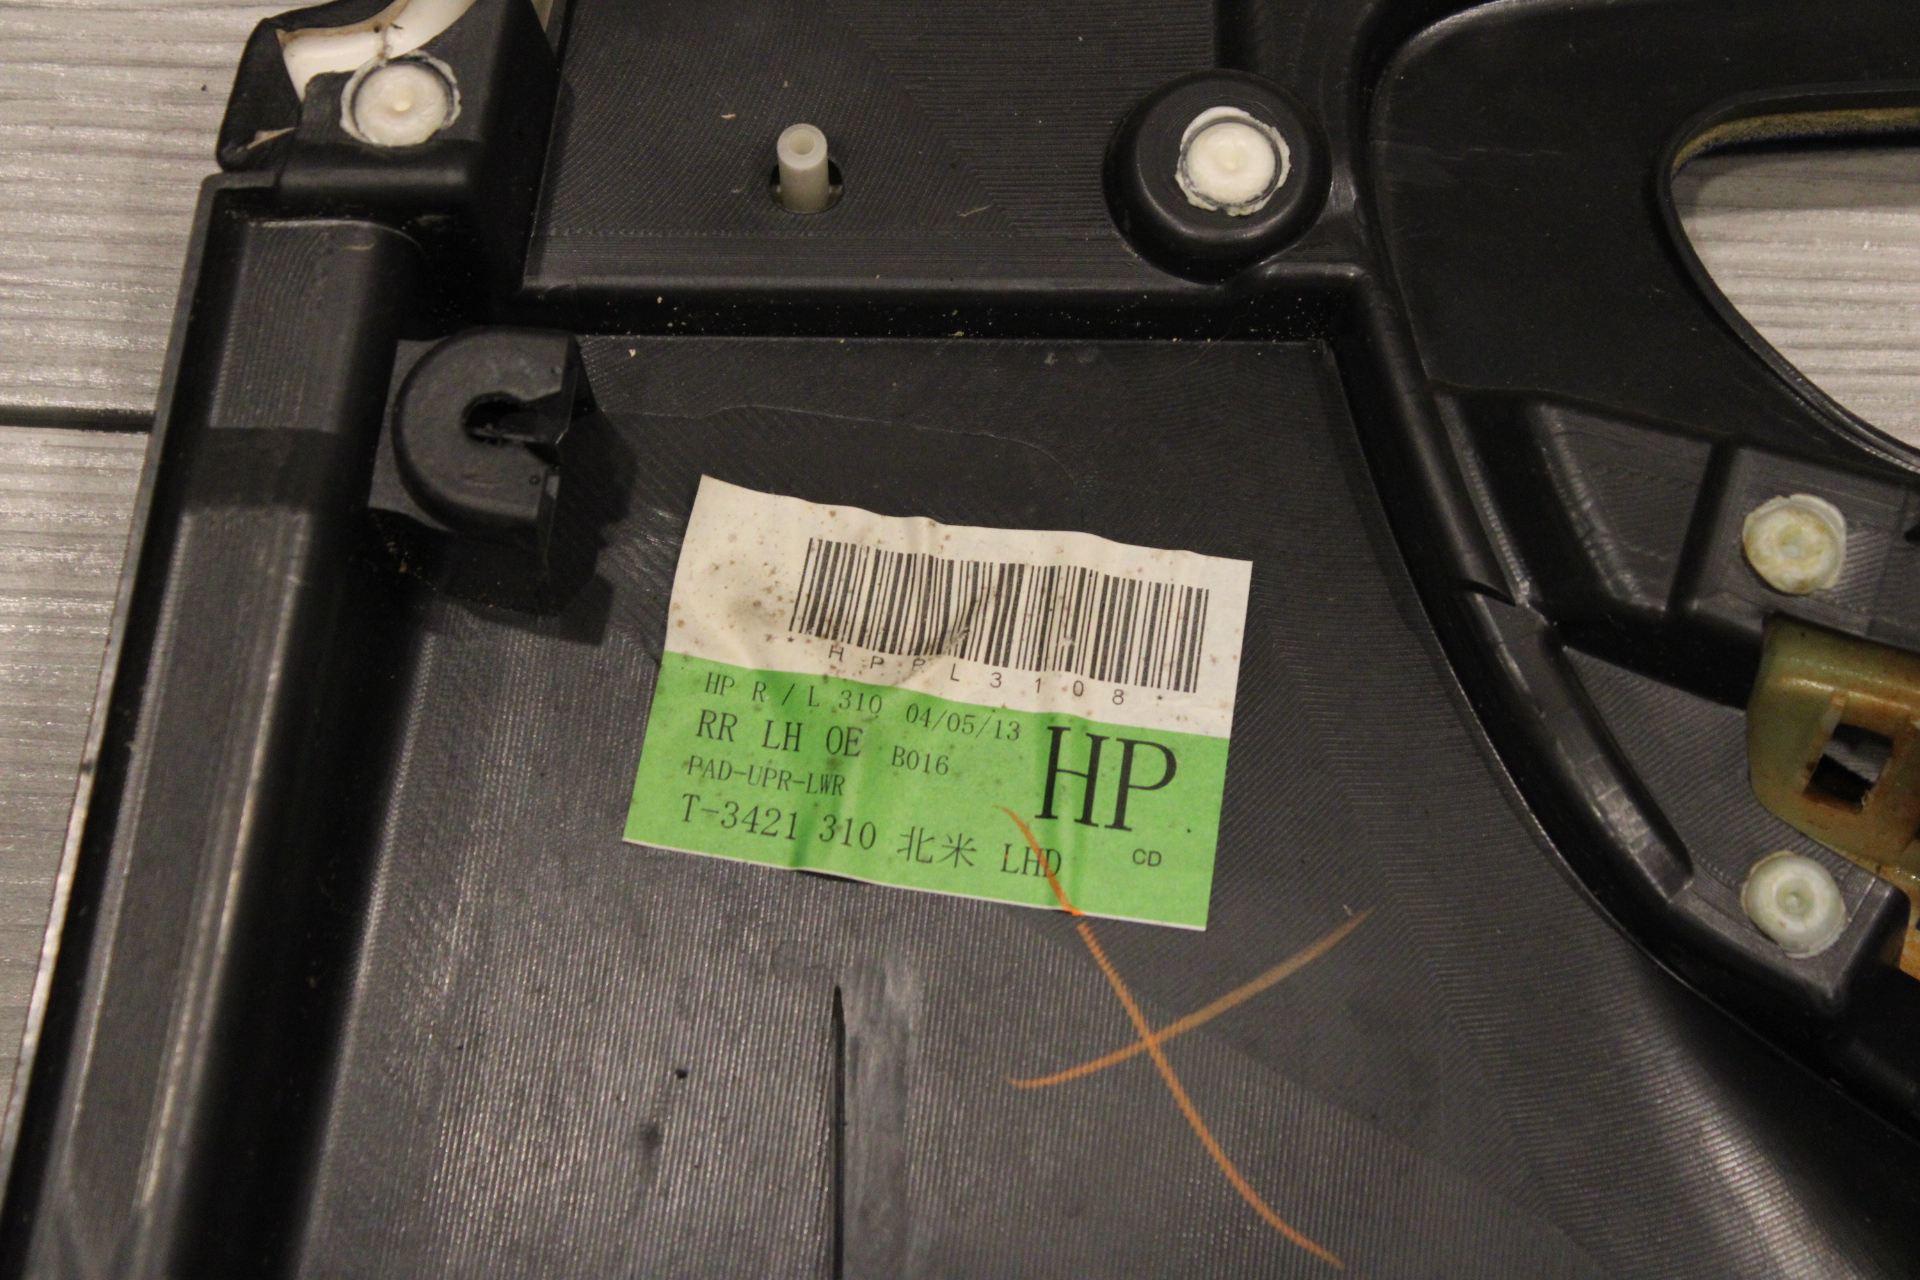 HPRL3108*
HP R / L 310 04/05/13
RR LH OE B016 HP
PAD-UPR-LWR
T-3421 310 北米 LHD CD